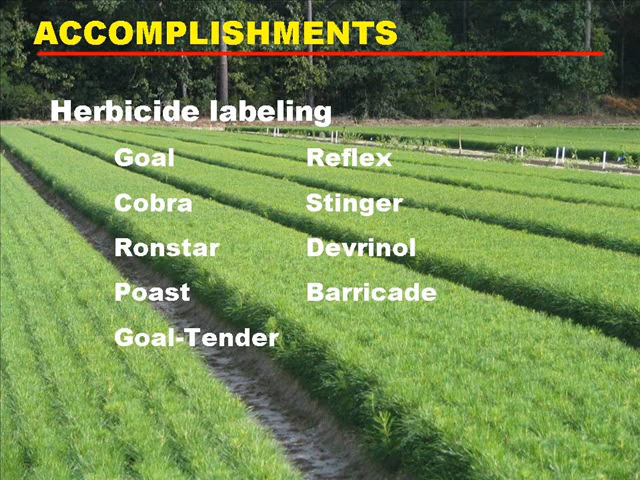 ACCOMPLISHMENTS
Herbicide labeling
Goal Reflex
Cobra Stinger
Ronstar Devrinol
Poast Barricade
Goal-Tender